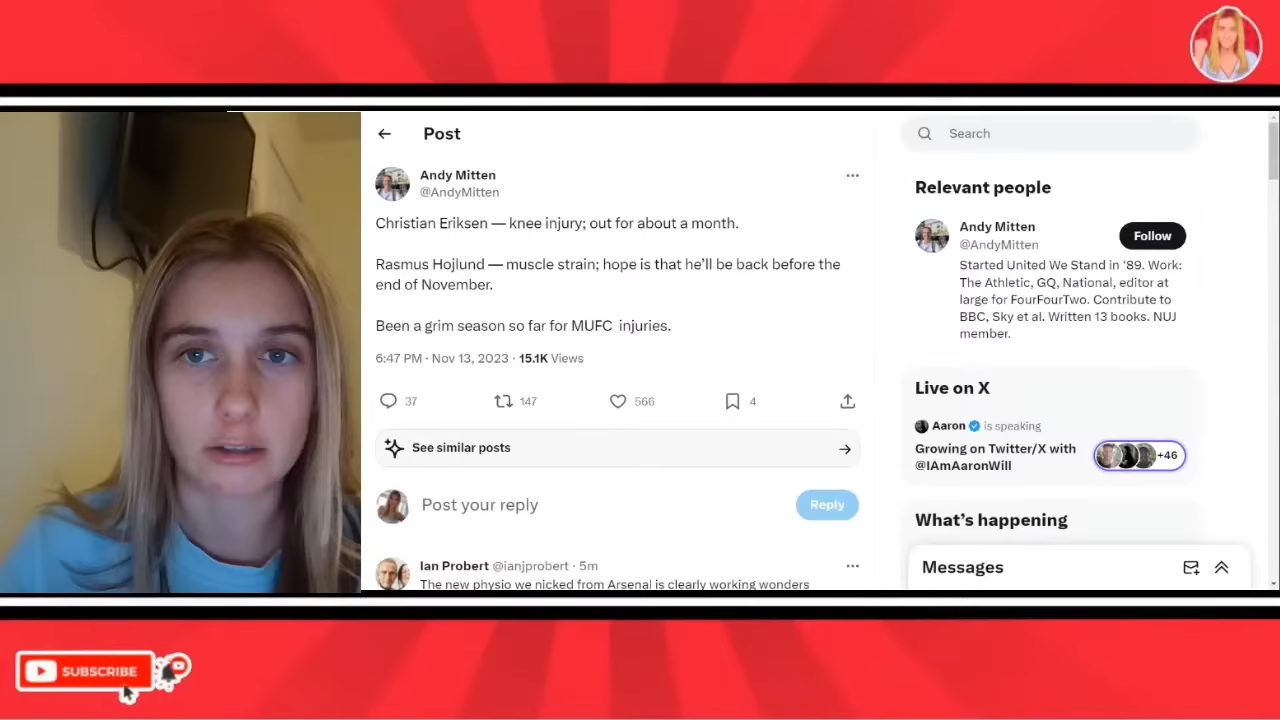 Post
Andy Mitten
@AndyMitten
Christian Eriksen — knee injury; out for about a month.
Rasmus Hojlund — muscle strain; hope is that he'll be back before the
end of November.
Been a grim season so far for MUFC injuries.
6:47 PM · Nov 13, 2023 · 15.1K Views
37 147 566 4
See similar posts
Post your reply
Reply
Ian Probert @ianjprobert · 5m
The new physio we nicked from Arsenal is clearly working wonders
Search
Relevant people
Andy Mitten
@AndyMitten
Follow
Started United We Stand in '89. Work:
The Athletic, GQ, National, editor at
large for FourFourTwo. Contribute to
BBC, Sky et al. Written 13 books. NUJ
member.
Live on X
Aaron is speaking
Growing on Twitter/X with
@IAmAaronWill
+46
What's happening
Messages
SUBSCRIBE